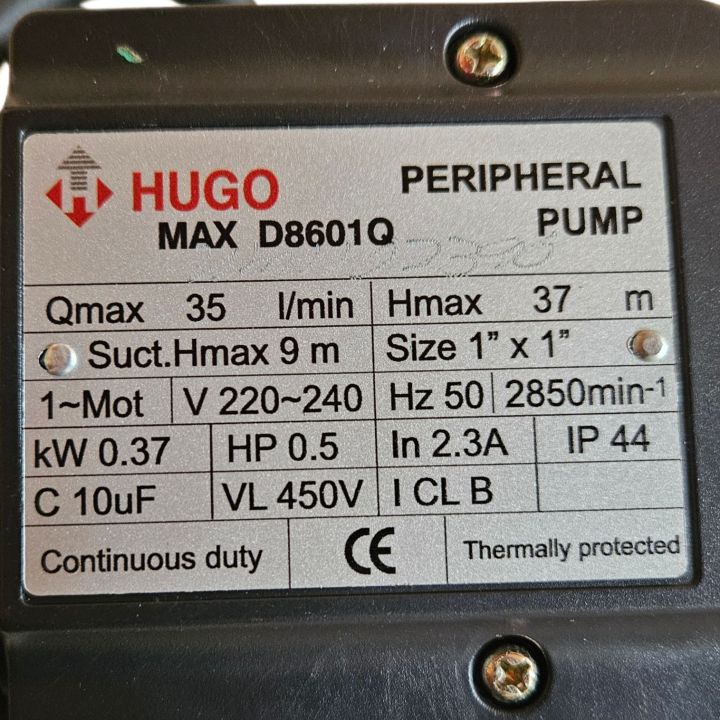 HUGO PERIPHERAL
MAX D8601Q PUMP
Qmax 35 l/min Hmax 37 m
Suct.Hmax 9 m Size 1” x 1”
1~Mot V 220~240 Hz 50 2850min-1
kW 0.37 HP 0.5 In 2.3A IP 44
C 10uF VL 450V I CL B
Continuous duty CE Thermally protected